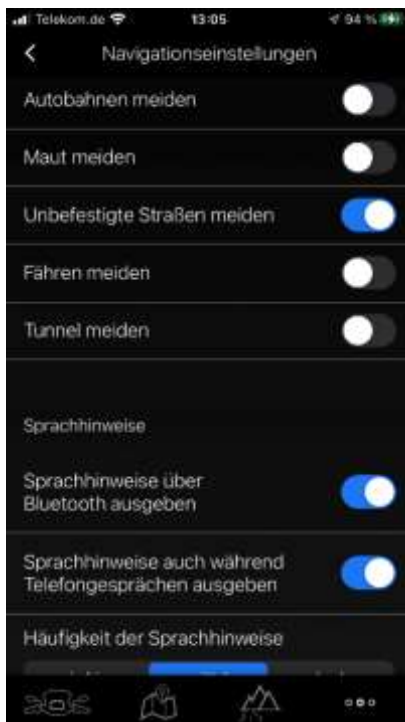 Telekom.de 13:05 94 %
Navigationseinstellungen
Autobahnen meiden
Maut meiden
Unbefestigte Straßen meiden
Fähren meiden
Tunnel meiden
Sprachhinweise
Sprachhinweise über
Bluetooth ausgeben
Sprachhinweise auch während
Telefongesprächen ausgeben
Häufigkeit der Sprachhinweise